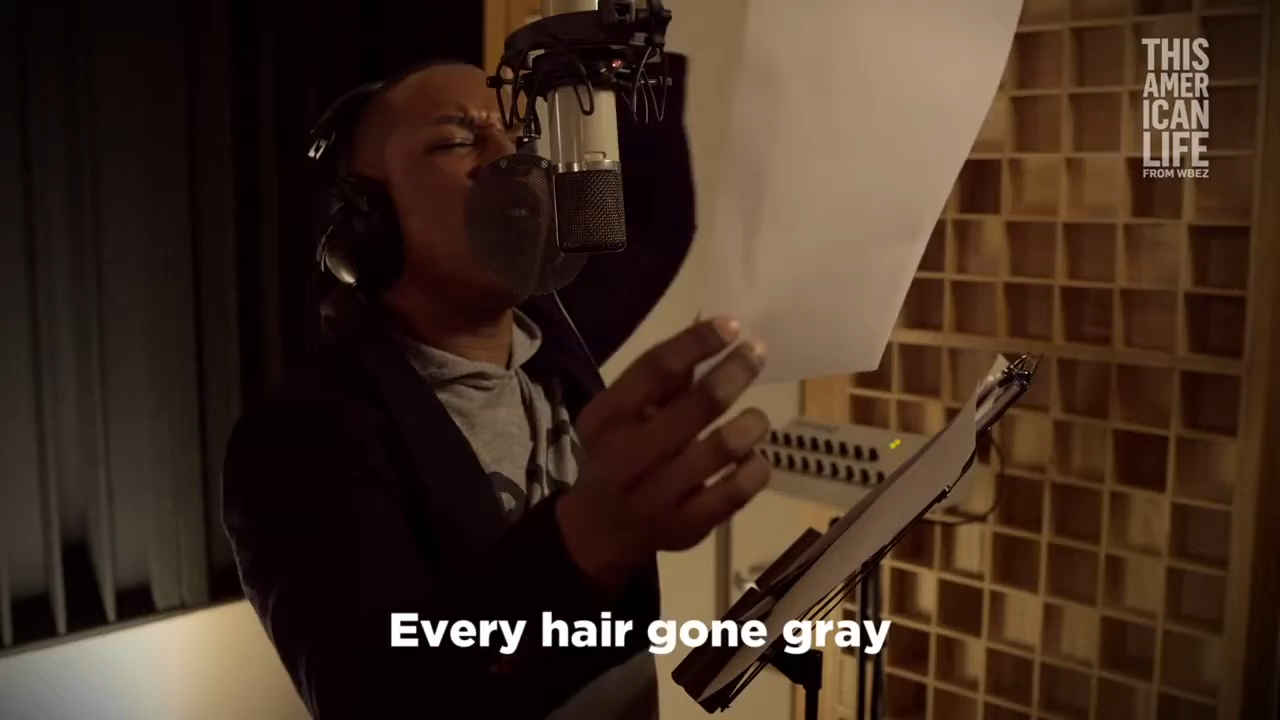 THIS
AMER
ICAN
LIFE
FROM WBEZ
Every hair gone gray